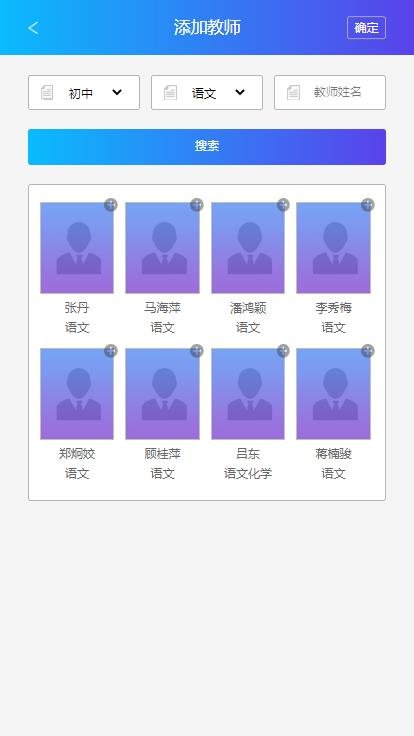 添加教师
确定
初中 语文 教师姓名
搜索
张丹 马海萍 潘鸿颖 李秀梅
语文 语文 语文 语文
郑炯姣 顾桂萍 吕东 蒋楠骏
语文 语文 语文化学 语文